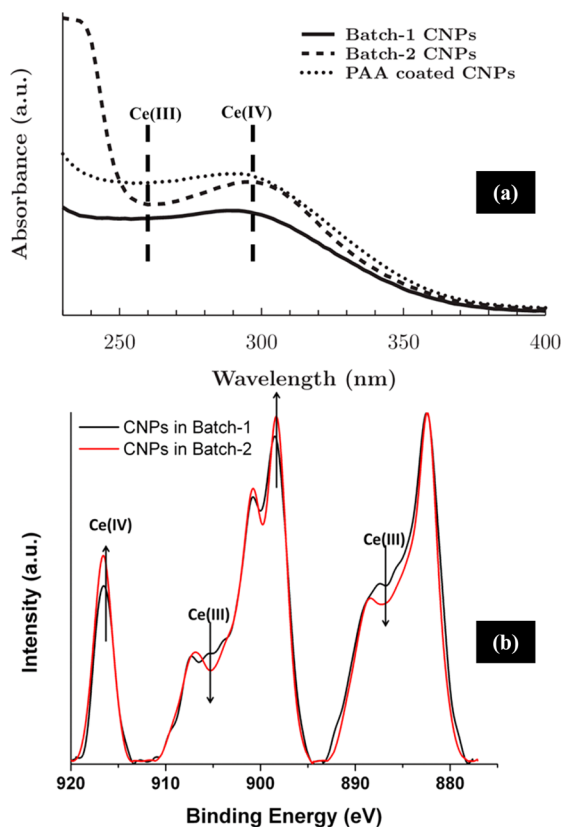 Batch-1 CNPs
Batch-2 CNPs
PAA coated CNPs
Ce(III) Ce(IV)
(a)
Absorbance (a.u.)
250 300 350 400
Wavelength (nm)
CNPs in Batch-1
CNPs in Batch-2
Ce(IV)
Ce(III)
Ce(III)
(b)
Intensity (a.u.)
920 910 900 890 880
Binding Energy (eV)